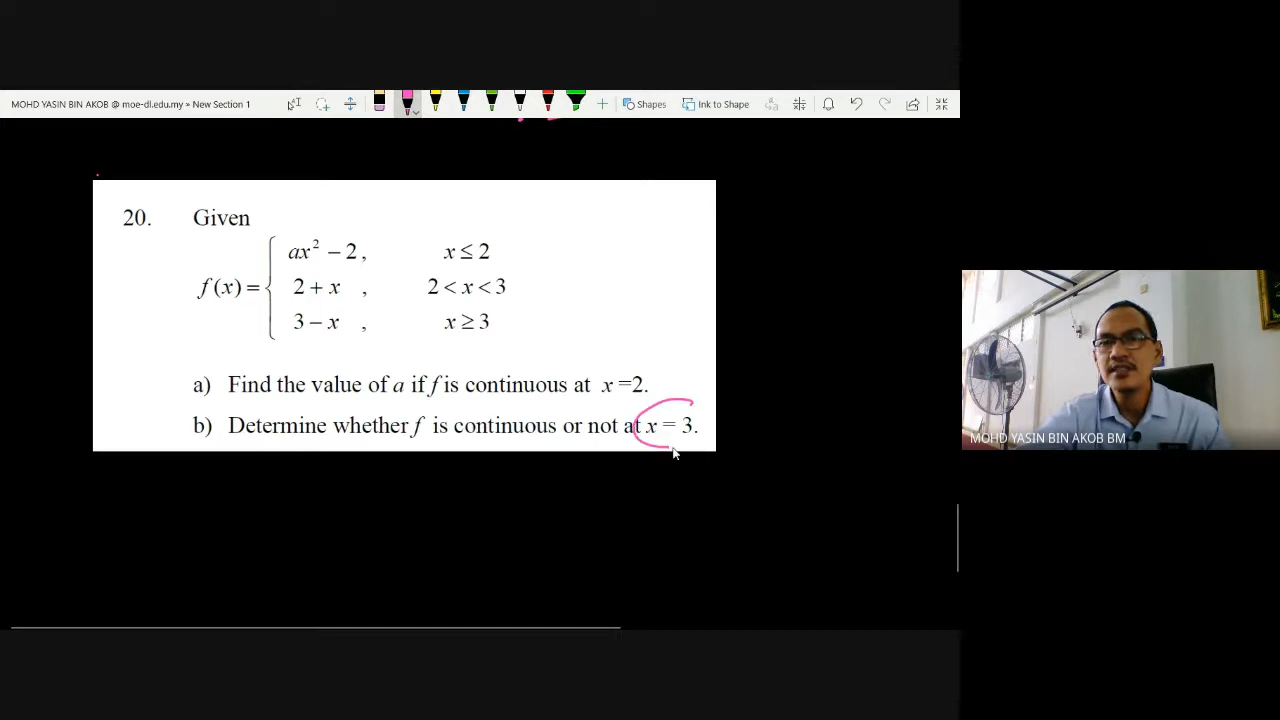 MOHD YASIN BIN AKOB @ moe-dl.edu.my » New Section 1
Shapes
Ink to Shape
20. Given
f(x) = { ax² − 2, x ≤ 2
2 + x , 2 < x < 3
3 − x , x ≥ 3
a) Find the value of a if f is continuous at x =2.
b) Determine whether f is continuous or not at x = 3.
MOHD YASIN BIN AKOB BM